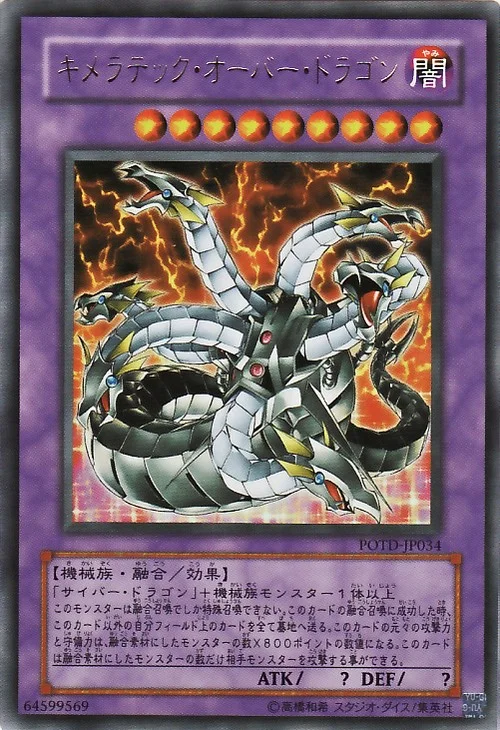 キメラテック・オーバー・ドラゴン
やみ
闇
POTD-JP034
【機械族・融合／効果】
「サイバー・ドラゴン」+機械族モンスター１体以上
このモンスターは融合召喚でしか特殊召喚できない。このカードの融合召喚に成功した時、
このカード以外の自分フィールド上のカードを全て墓地へ送る。このカードの元々の攻撃力
と守備力は、融合素材にしたモンスターの数×８００ポイントの数値になる。このカード
は融合素材にしたモンスターの数だけ相手モンスターを攻撃する事ができる。
ATK/ ? DEF/ ?
64599569
©高橋和希 スタジオ・ダイス/集英社